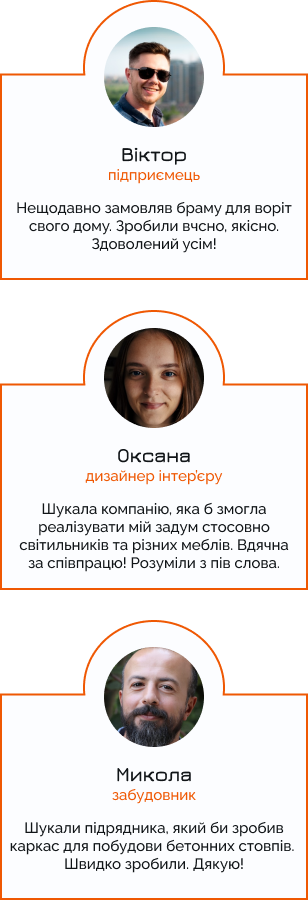 Віктор
підприємець
Нещодавно замовляв браму для воріт
свого дому. Зробили вчсно, якісно.
Здоволений усім!
Оксана
дизайнер інтер'єру
Шукала компанію, яка б змогла
реалізувати мій задум стосовно
світильників та різних меблів. Вдячна
за співпрацю! Розуміли з пів слова.
Микола
забудовник
Шукали підрядника, який би зробив
каркас для побудови бетонних стовпів.
Швидко зробили. Дякую!